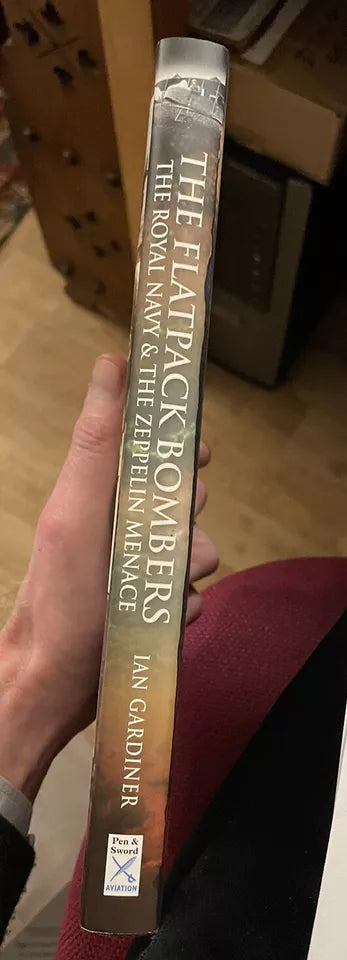 THE FLATPACK BOMBERS
THE ROYAL NAVY & THE ZEPPELIN MENACE
IAN GARDINER
Pen &
Sword
AVIATION